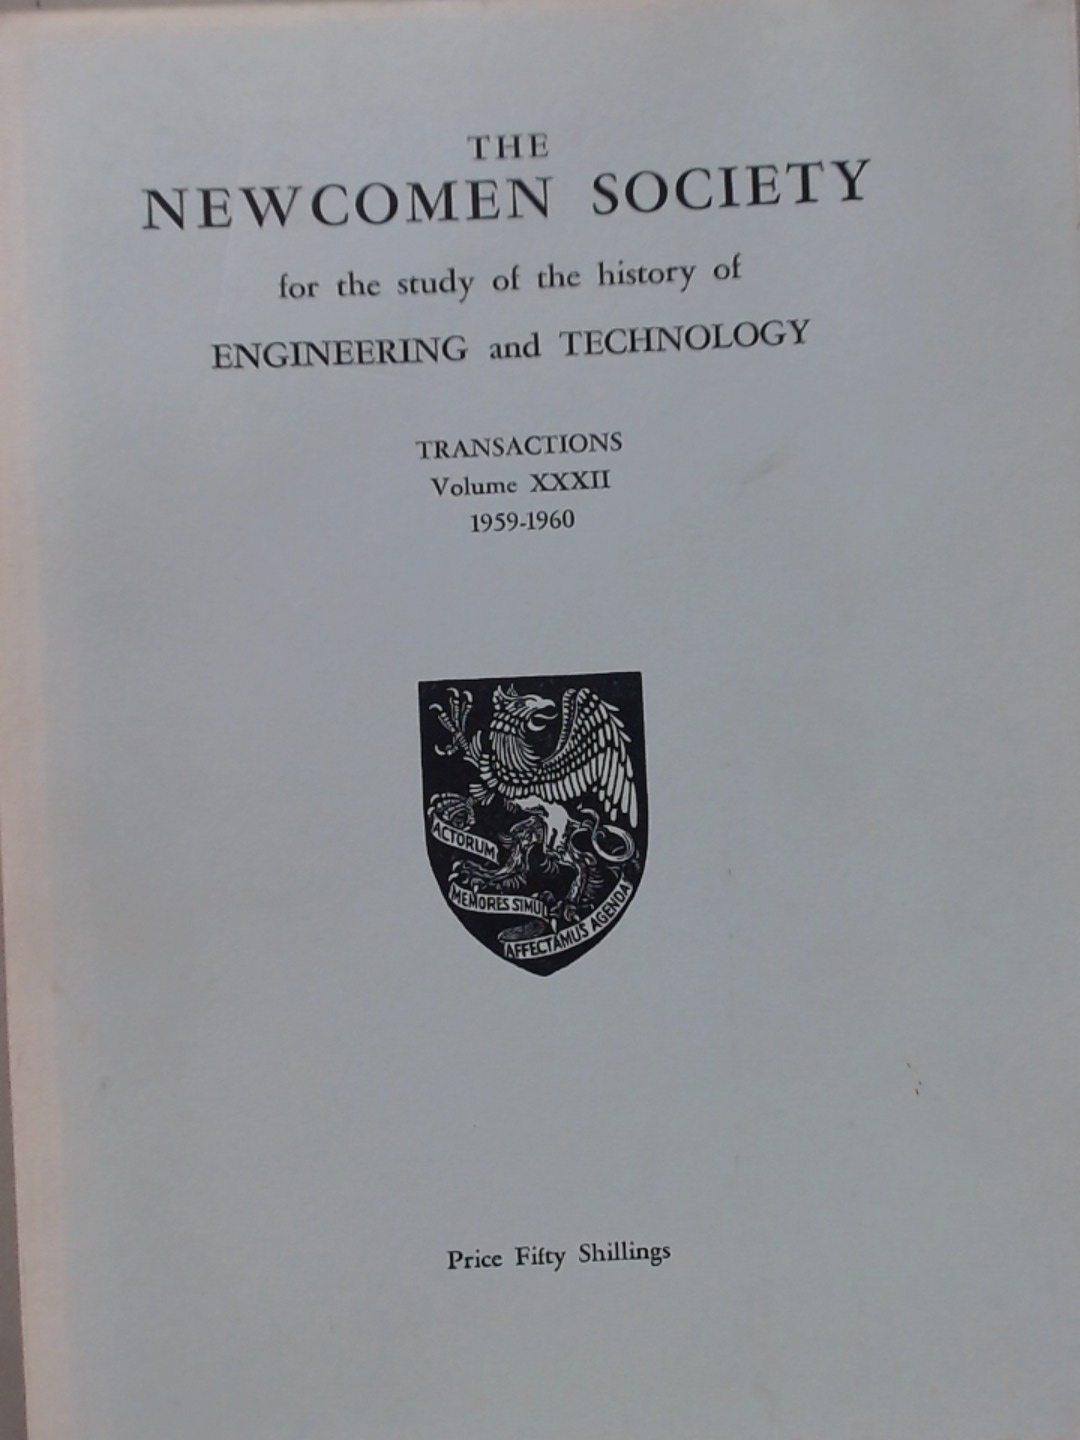 THE
NEWCOMEN SOCIETY
for the study of the history of
ENGINEERING and TECHNOLOGY
TRANSACTIONS
Volume XXXII
1959-1960
ACTORUM
MEMORES SIMUL
AFFECTAMUS AGENDA
Price Fifty Shillings